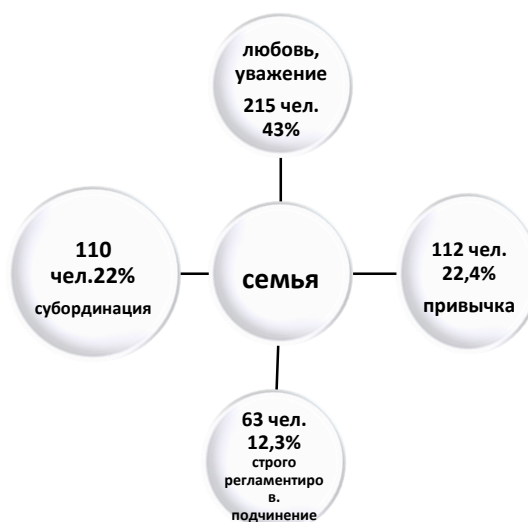 любовь,
уважение
215 чел.
43%
110
чел.22%
субординация
семья
112 чел.
22,4%
привычка
63 чел.
12,3%
строго
регламентиро
в.
подчинение